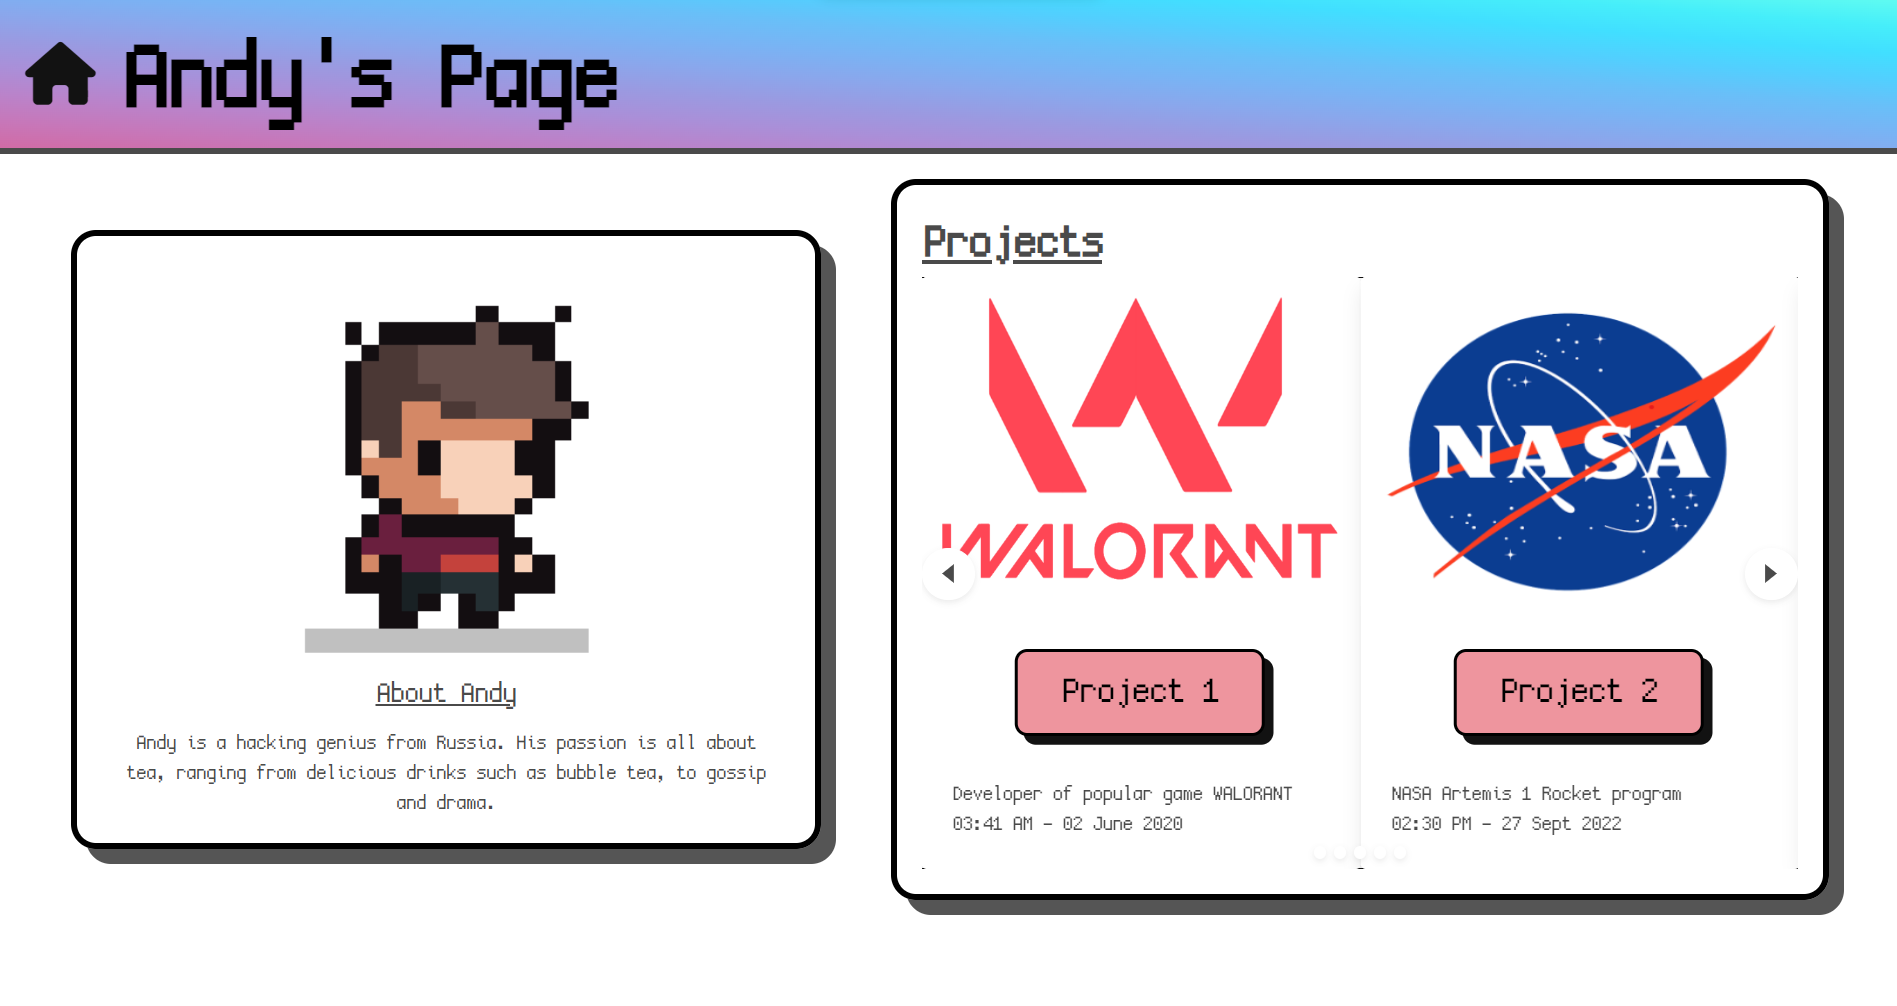 Andy's Page
About Andy
Andy is a hacking genius from Russia. His passion is all about
tea, ranging from delicious drinks such as bubble tea, to gossip
and drama.
Projects
WALORANT
Project 1
Developer of popular game WALORANT
03:41 AM - 02 June 2020
NASA
Project 2
NASA Artemis 1 Rocket program
02:30 PM - 27 Sept 2022